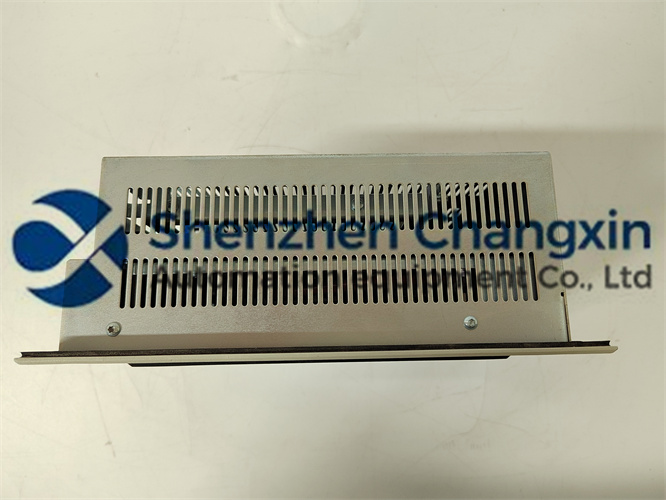 Shenzhen Changxin
Automation equipment Co., Ltd